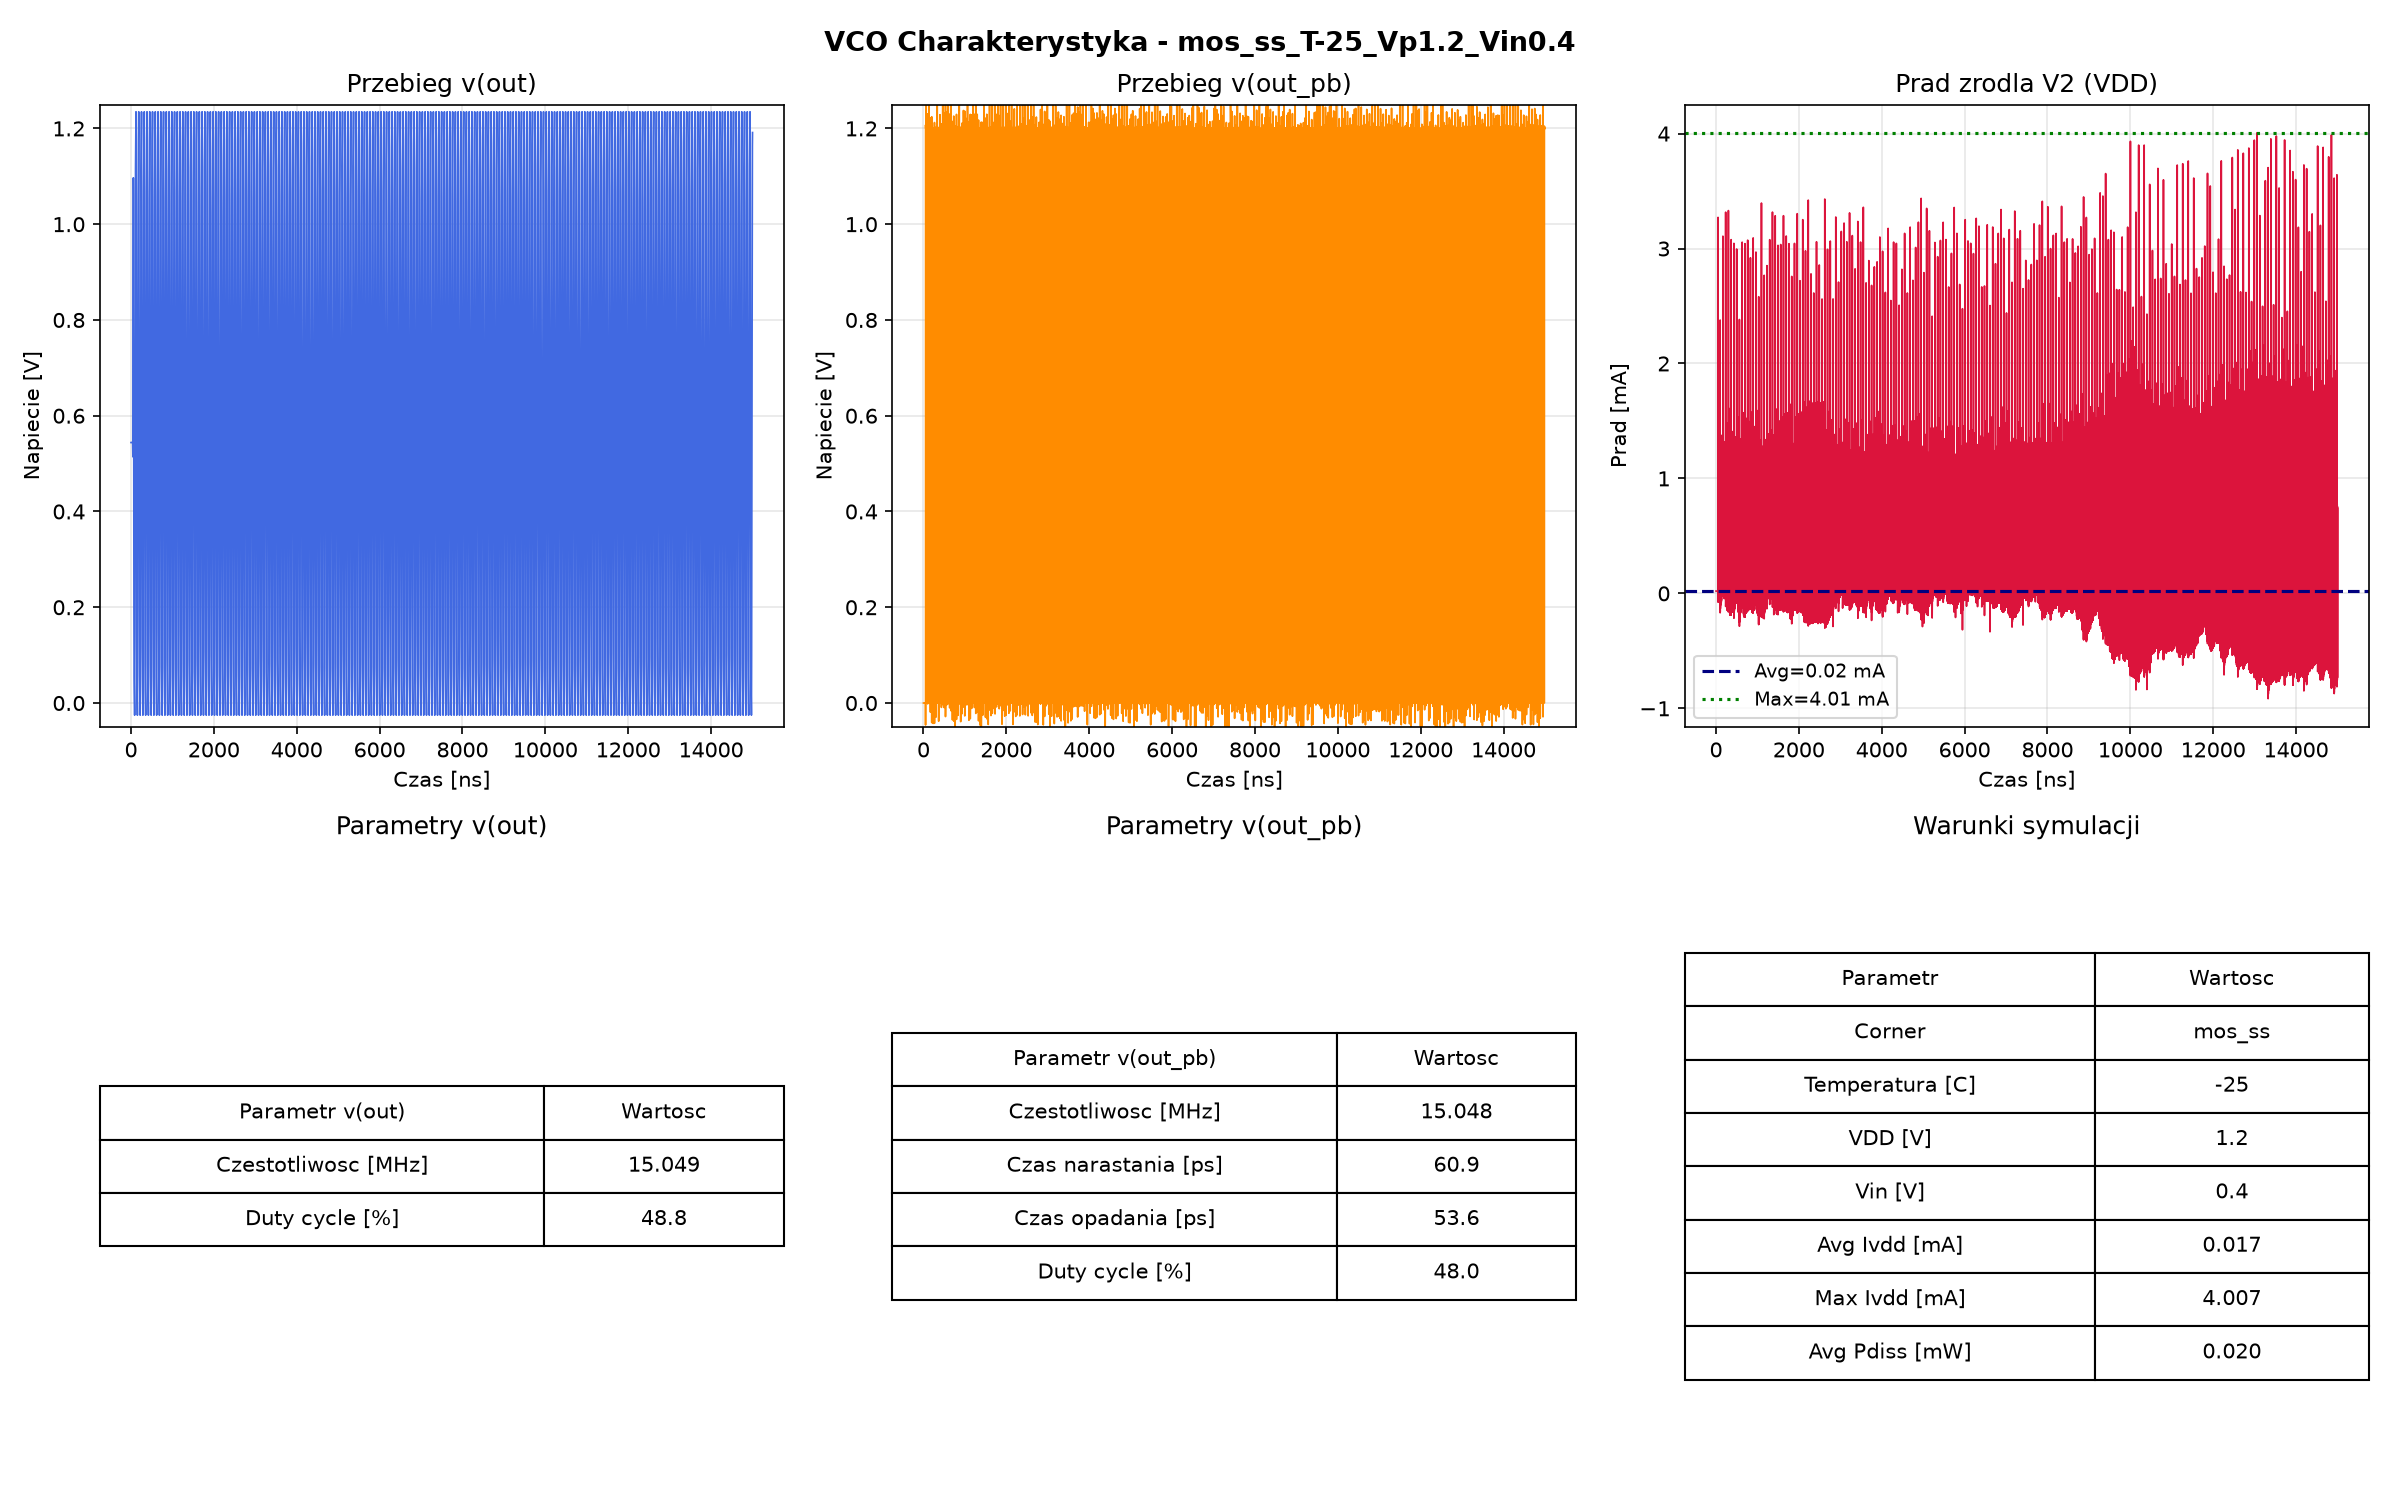 VCO Charakterystyka - mos_ss_T-25_Vp1.2_Vin0.4
Przebieg v(out)
Napiecie [V]
1.2
1.0
0.8
0.6
0.4
0.2
0.0
0 2000 4000 6000 8000 10000 12000 14000
Czas [ns]
Przebieg v(out_pb)
Napiecie [V]
1.2
1.0
0.8
0.6
0.4
0.2
0.0
0 2000 4000 6000 8000 10000 12000 14000
Czas [ns]
Prad zrodla V2 (VDD)
Prad [mA]
4
3
2
1
0
−1
Avg=0.02 mA
Max=4.01 mA
0 2000 4000 6000 8000 10000 12000 14000
Czas [ns]
Parametry v(out)
Parametr v(out) Wartosc
Czestotliwosc [MHz] 15.049
Duty cycle [%] 48.8
Parametry v(out_pb)
Parametr v(out_pb) Wartosc
Czestotliwosc [MHz] 15.048
Czas narastania [ps] 60.9
Czas opadania [ps] 53.6
Duty cycle [%] 48.0
Warunki symulacji
Parametr Wartosc
Corner mos_ss
Temperatura [C] -25
VDD [V] 1.2
Vin [V] 0.4
Avg Ivdd [mA] 0.017
Max Ivdd [mA] 4.007
Avg Pdiss [mW] 0.020